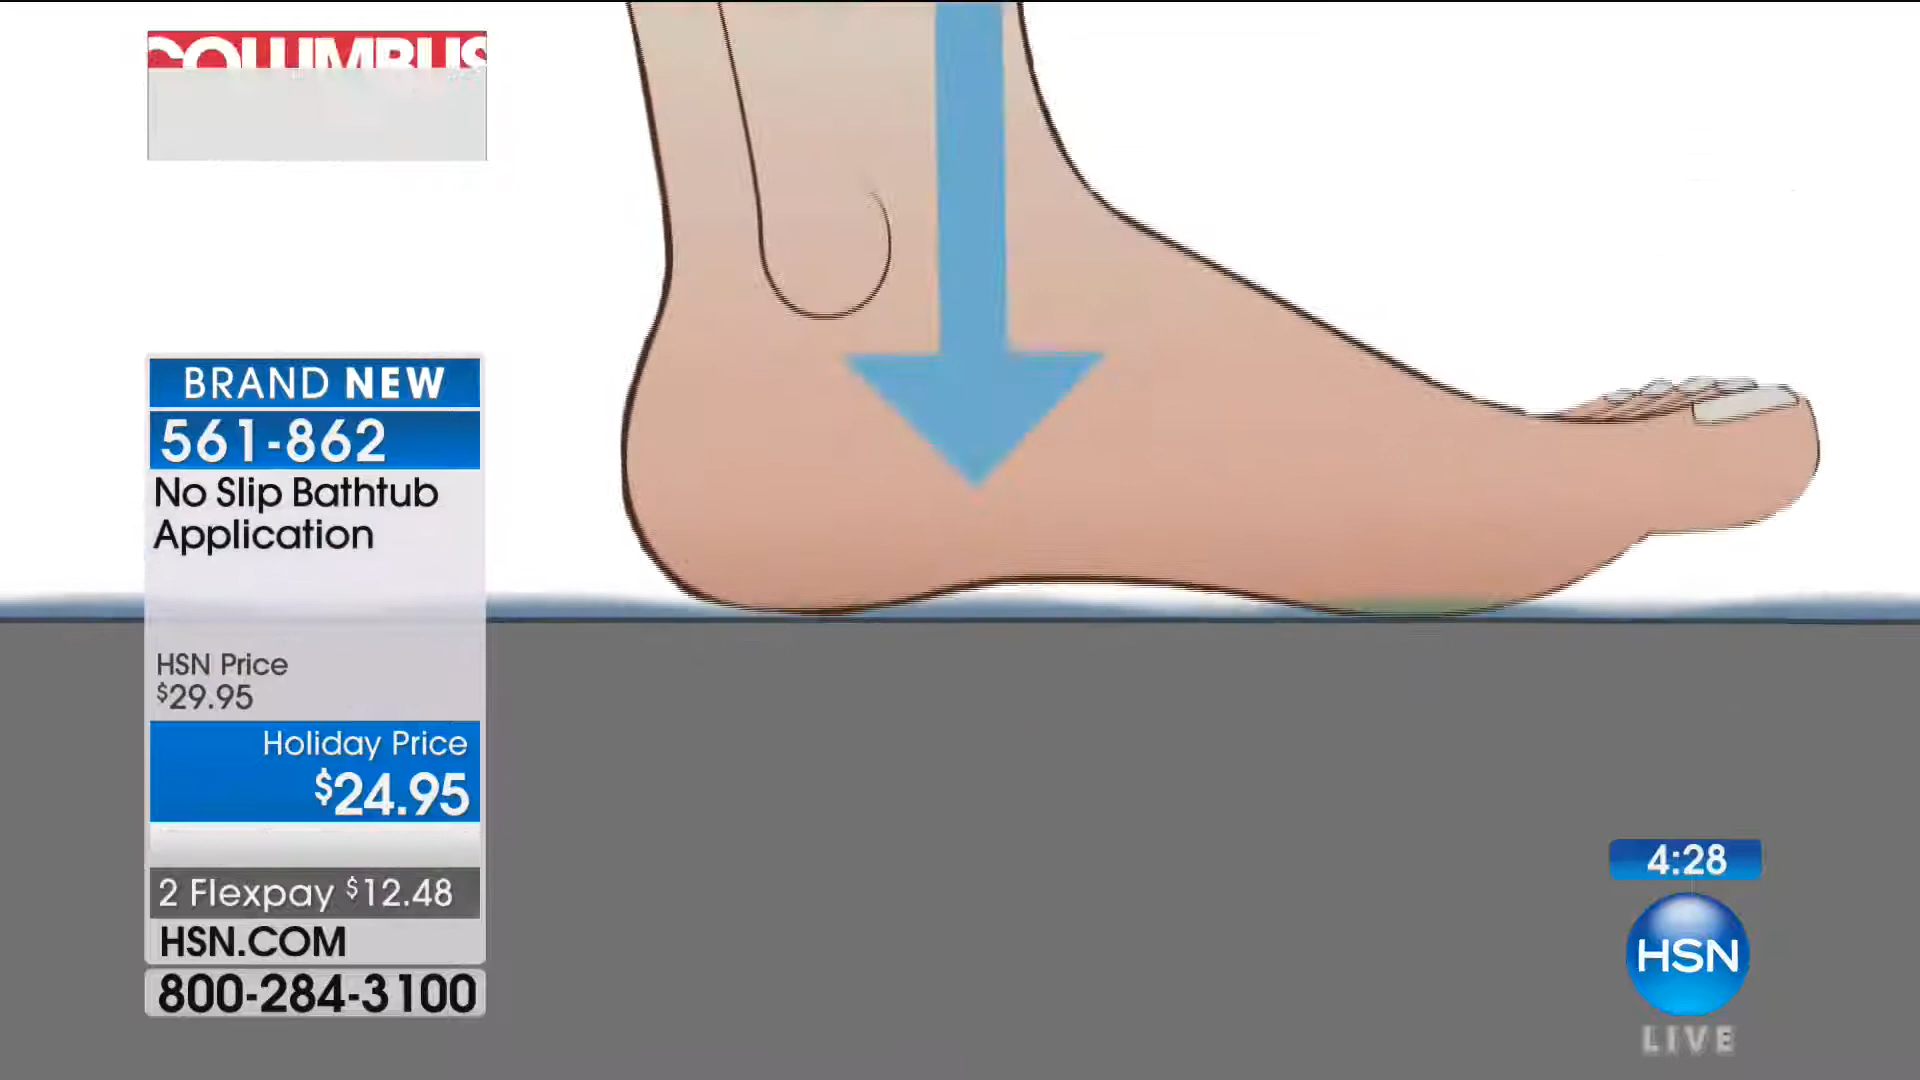 COLUMBUS
BRAND NEW
561-862
No Slip Bathtub
Application
HSN Price
$29.95
Holiday Price
$24.95
2 Flexpay $12.48
HSN.COM
800-284-3100
4:28
HSN
LIVE